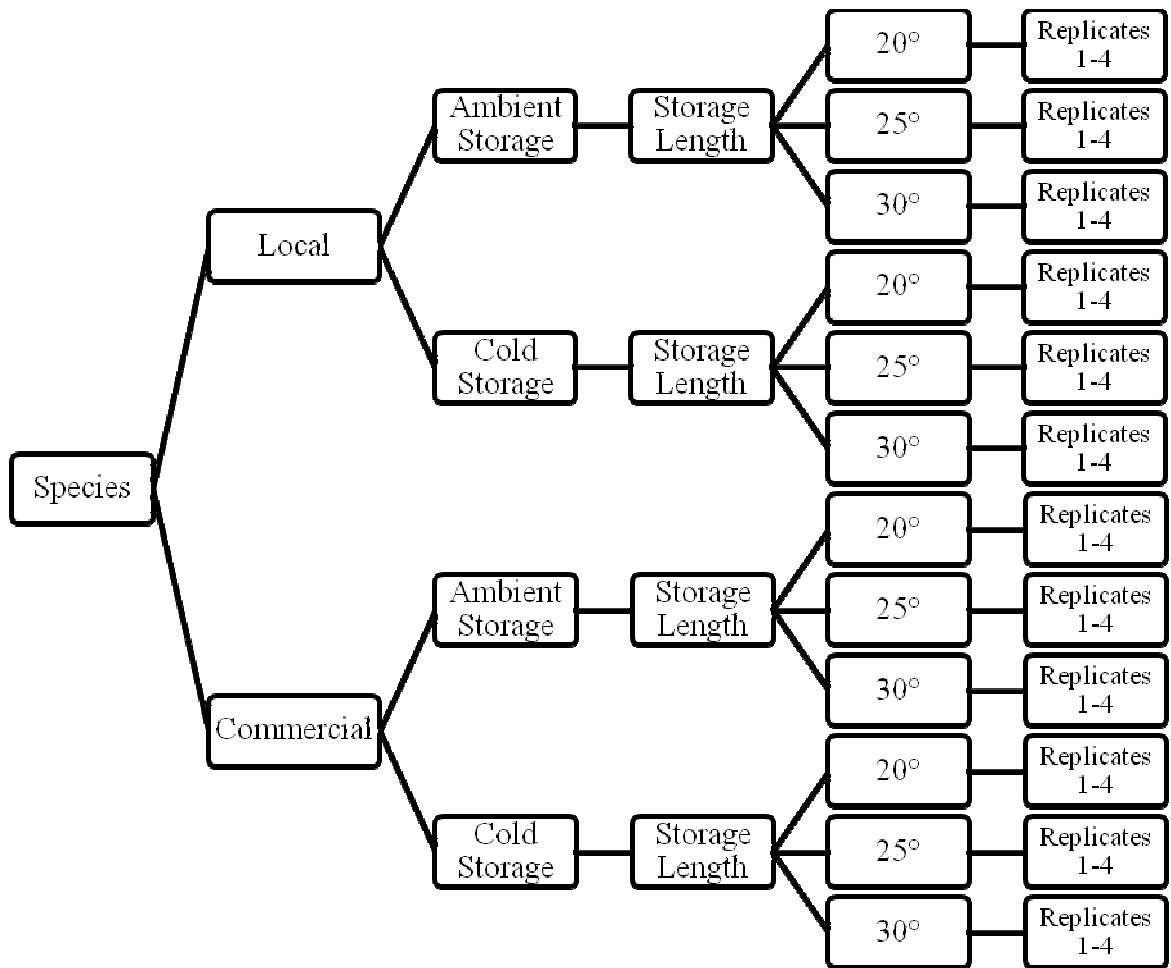 Species
Local
Commercial
Ambient
Storage
Cold
Storage
Ambient
Storage
Cold
Storage
Storage
Length
Storage
Length
Storage
Length
Storage
Length
20°
25°
30°
20°
25°
30°
20°
25°
30°
20°
25°
30°
Replicates
1-4
Replicates
1-4
Replicates
1-4
Replicates
1-4
Replicates
1-4
Replicates
1-4
Replicates
1-4
Replicates
1-4
Replicates
1-4
Replicates
1-4
Replicates
1-4
Replicates
1-4